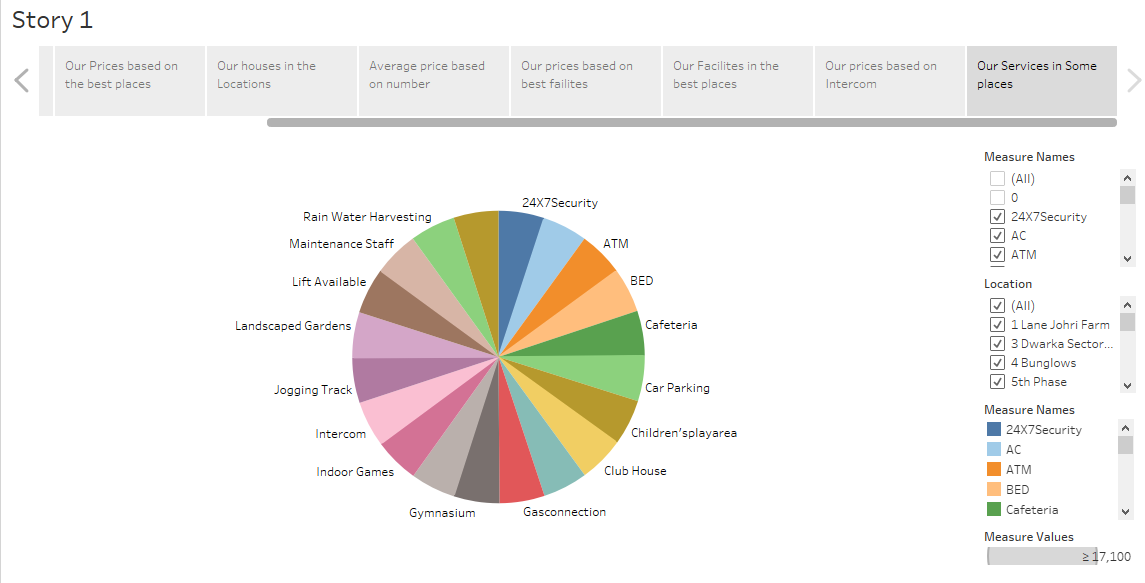 Story 1
Our Prices based on
the best places
Our houses in the
Locations
Average price based
on number
Our prices based on
best failites
Our Facilites in the
best places
Our prices based on
Intercom
Our Services in Some
places
Measure Names
(All)
0
24X7Security
AC
ATM
Location
(All)
1 Lane Johri Farm
3 Dwarka Sector...
4 Bunglows
5th Phase
Measure Names
24X7Security
AC
ATM
BED
Cafeteria
Measure Values
≥ 17,100
24X7Security
ATM
BED
Cafeteria
Car Parking
Children'splayarea
Club House
Gasconnection
Gymnasium
Indoor Games
Intercom
Jogging Track
Landscaped Gardens
Lift Available
Maintenance Staff
Rain Water Harvesting